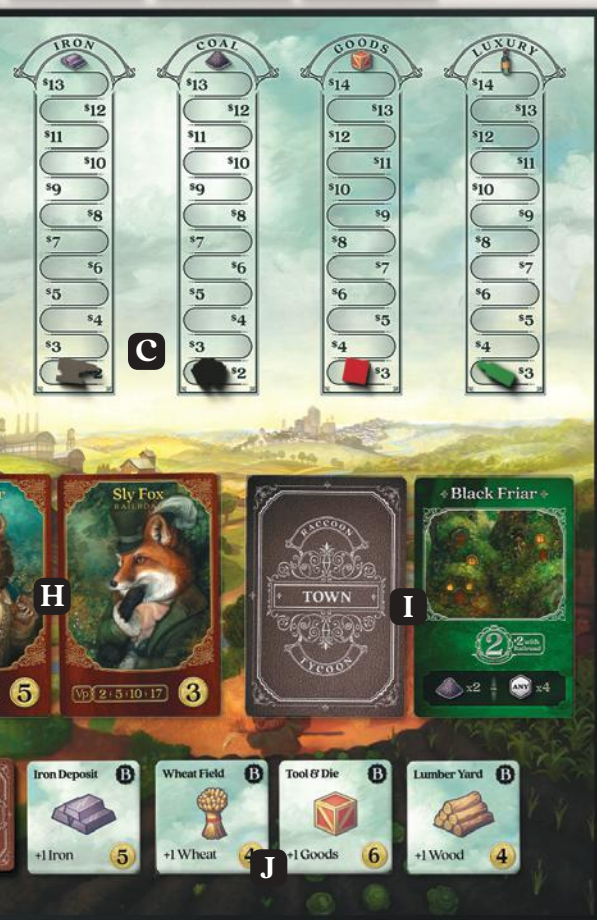 IRON COAL GOODS LUXURY
$13 $13 $14 $14
$12 $12 $13 $13
$11 $11 $12 $12
$10 $10 $11 $11
$9 $9 $10 $10
$8 $8 $9 $9
$7 $7 $8 $8
$6 $6 $7 $7
$5 $5 $6 $6
$4 $4 $5 $5
$3 $3 $4 $4
C
2 $2 $3 $3
Sly Fox
RAILROAD
H
5
VP 2·5·10·17
3
RACCOON
TOWN
TYCOON
I
Black Friar
2 +2 with
Railroad
x2 ANY x4
Iron Deposit B
+1 Iron 5
Wheat Field B
+1 Wheat 4
J
Tool & Die B
+1 Goods 6
Lumber Yard B
+1 Wood 4